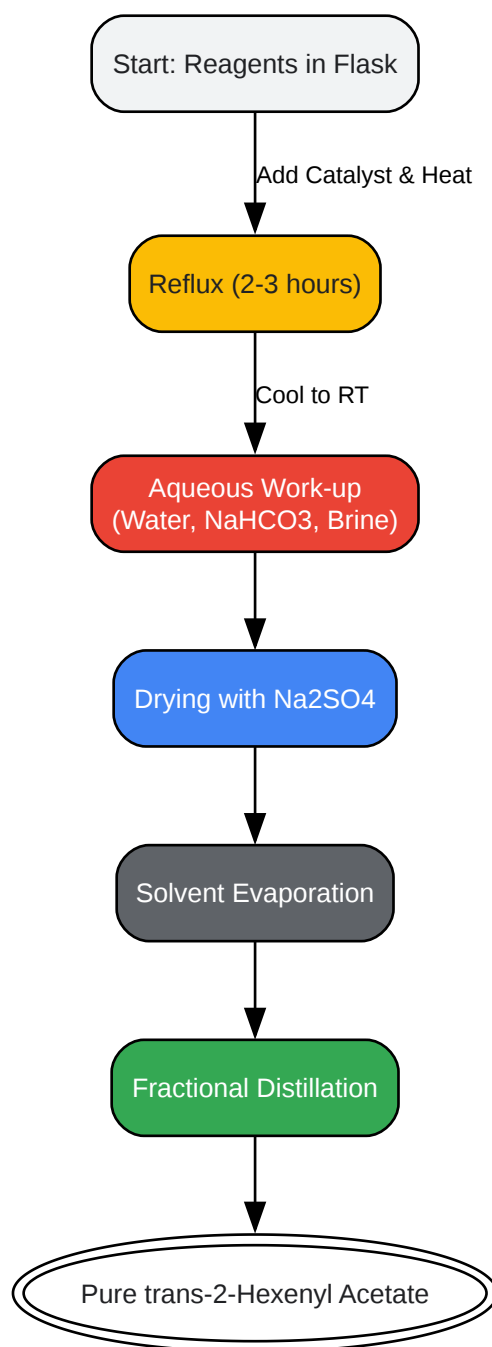 Start: Reagents in Flask
Add Catalyst & Heat
Reflux (2-3 hours)
Cool to RT
Aqueous Work-up
(Water, NaHCO3, Brine)
Drying with Na2SO4
Solvent Evaporation
Fractional Distillation
Pure trans-2-Hexenyl Acetate